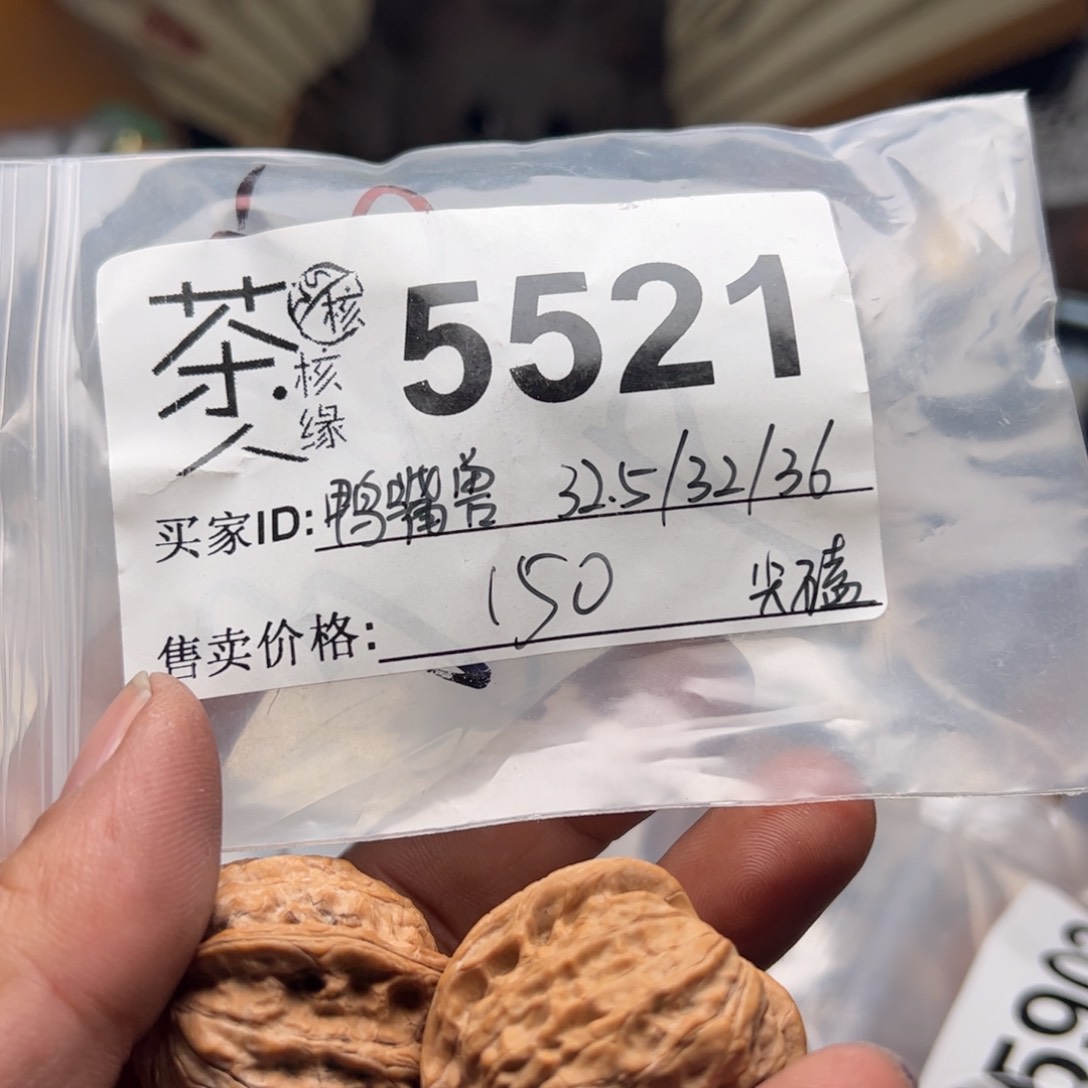 茶人 核 核缘 5521
买家ID: 鸭嘴兽 32.5/32/36
售卖价格: 150 尖磕
590